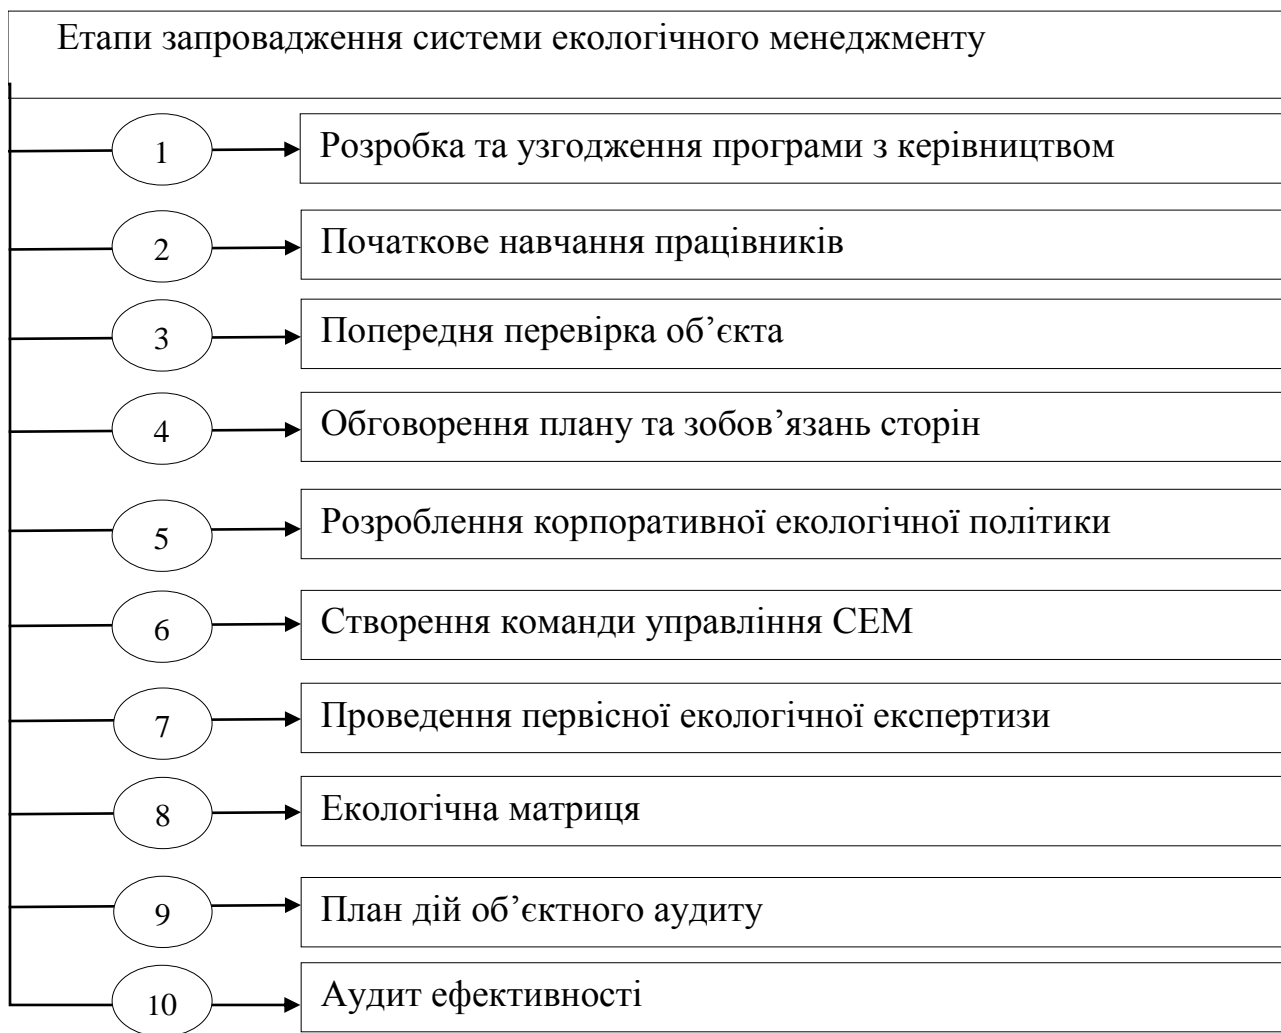 Етапи запровадження системи екологічного менеджменту
1 Розробка та узгодження програми з керівництвом
2 Початкове навчання працівників
3 Попередня перевірка об’єкта
4 Обговорення плану та зобов’язань сторін
5 Розроблення корпоративної екологічної політики
6 Створення команди управління СЕМ
7 Проведення первісної екологічної експертизи
8 Екологічна матриця
9 План дій об’єктного аудиту
10 Аудит ефективності